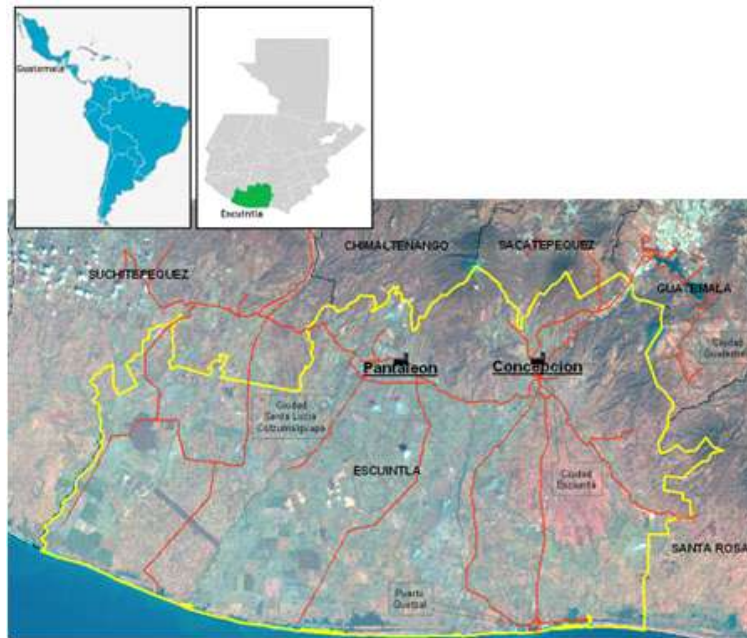 Guatemala
Escuintla
CHIMALTENANGO
SACATEPEQUEZ
SUCHITEPEQUEZ
GUATEMALA
Ciudad
Pantaleon
Concepcion
Ciudad
Santa Lucia
Cotzumalguapa
ESCUINTLA
Ciudad
Escuintla
SANTA ROSA
Puerto
Quetzal